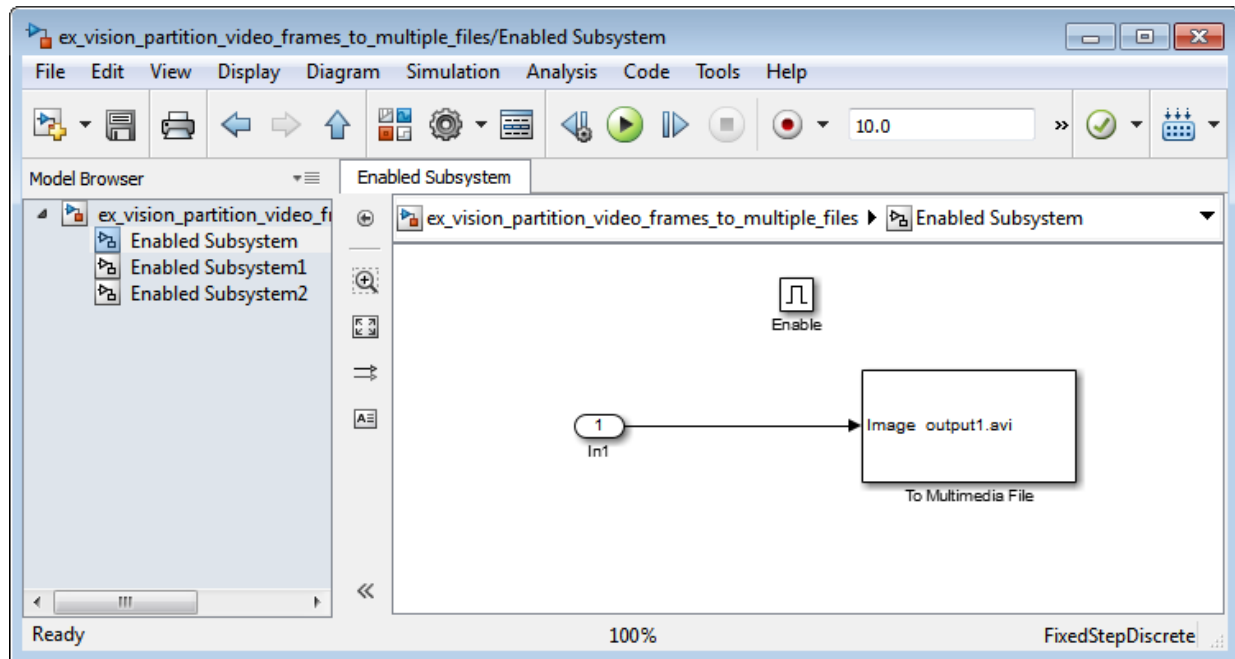 ex_vision_partition_video_frames_to_multiple_files/Enabled Subsystem
File Edit View Display Diagram Simulation Analysis Code Tools Help
10.0
»
Model Browser
Enabled Subsystem
ex_vision_partition_video_fr
Enabled Subsystem
Enabled Subsystem1
Enabled Subsystem2
ex_vision_partition_video_frames_to_multiple_files Enabled Subsystem
Enable
1
In1
Image output1.avi
To Multimedia File
Ready 100% FixedStepDiscrete